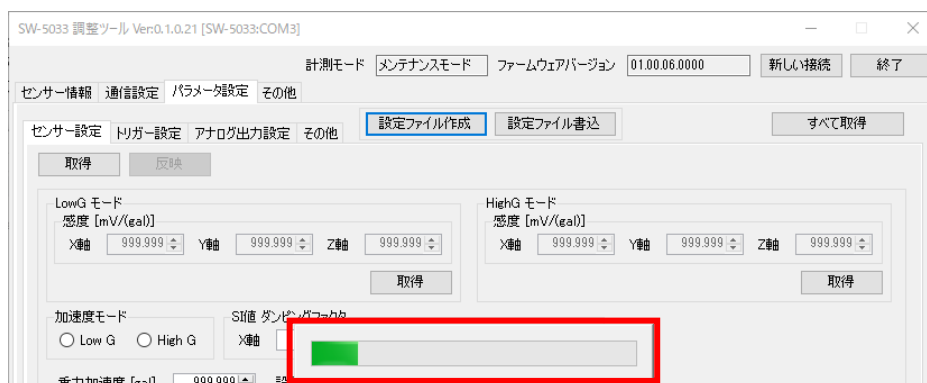 SW-5033 調整ツール Ver:0.1.0.21 [SW-5033:COM3]
計測モード メンテナンスモード ファームウェアバージョン 01.00.06.0000 新しい接続 終了
センサー情報 通信設定 パラメータ設定 その他
センサー設定 トリガー設定 アナログ出力設定 その他 設定ファイル作成 設定ファイル書込 すべて取得
取得 反映
LowG モード HighG モード
感度 [mV/(gal)] 感度 [mV/(gal)]
X軸 999.999 Y軸 999.999 Z軸 999.999 X軸 999.999 Y軸 999.999 Z軸 999.999
取得 取得
加速度モード SI値 ダンピングファクタ
Low G High G X軸
重力加速度 [gal] 999.999